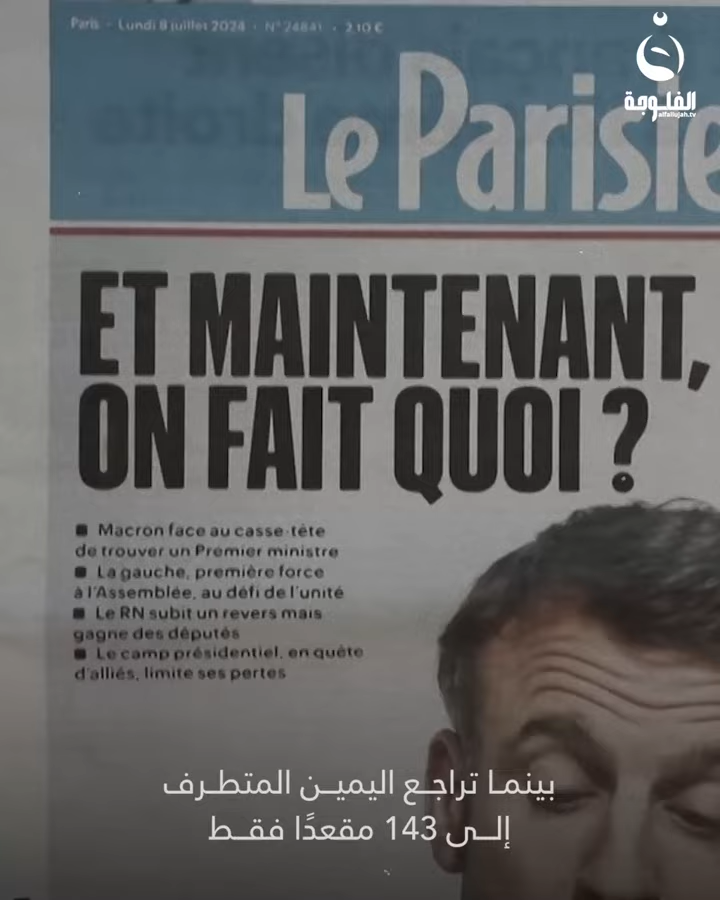 Paris - Lundi 8 juillet 2024 - N° 24841 - 2,10 €
الفلوجة
alfallujah.tv
Le Parisie
ET MAINTENANT,
ON FAIT QUOI ?
■ Macron face au casse-tête
de trouver un Premier ministre
■ La gauche, première force
à l'Assemblée, au défi de l'unité
■ Le RN subit un revers mais
gagne des députés
■ Le camp présidentiel, en quête
d'alliés, limite ses pertes
بينما تراجع اليمين المتطرف
إلى 143 مقعدًا فقط